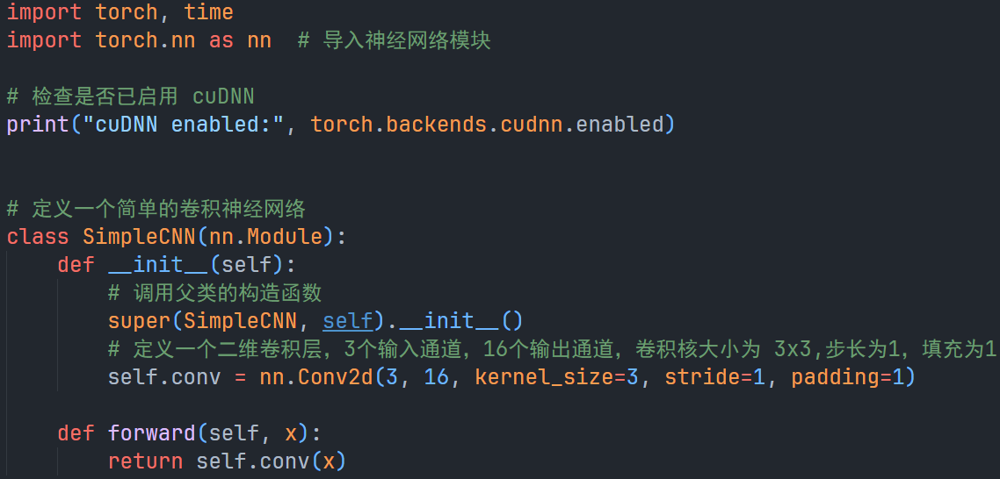 import torch, time
import torch.nn as nn  # 导入神经网络模块
# 检查是否已启用 cuDNN
print("cuDNN enabled:", torch.backends.cudnn.enabled)
# 定义一个简单的卷积神经网络
class SimpleCNN(nn.Module):
    def __init__(self):
        # 调用父类的构造函数
        super(SimpleCNN, self).__init__()
        # 定义一个二维卷积层，3个输入通道，16个输出通道，卷积核大小为 3x3,步长为1，填充为1
        self.conv = nn.Conv2d(3, 16, kernel_size=3, stride=1, padding=1)
    def forward(self, x):
        return self.conv(x)